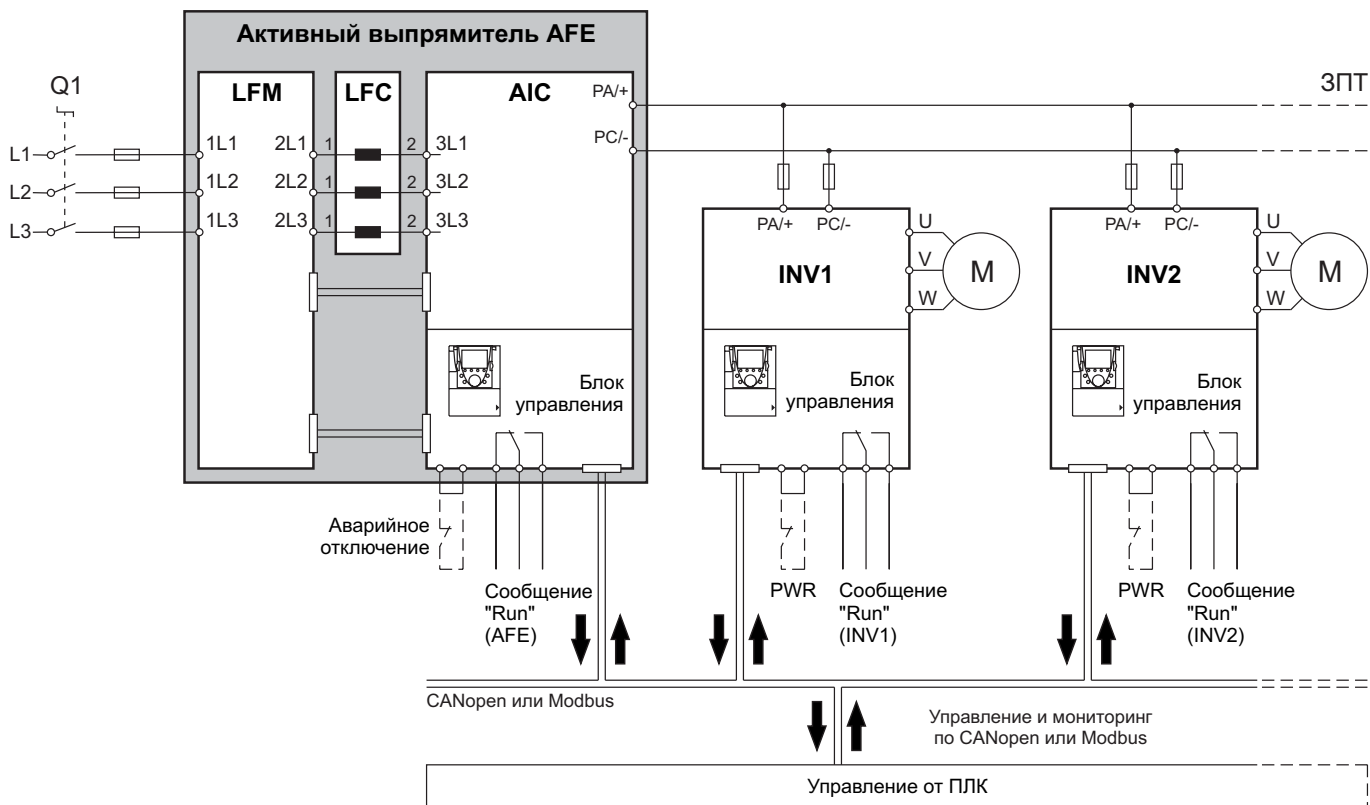 Активный выпрямитель AFE
Q1
LFM
LFC
AIC
PA/+
ЗПТ
PC/-
L1
1L1
2L1
1
2
3L1
L2
1L2
2L2
1
2
3L2
L3
1L3
2L3
1
2
3L3
PA/+
PC/-
U
V
W
INV1
M
PA/+
PC/-
U
V
W
INV2
M
Блок
управления
Блок
управления
Блок
управления
Аварийное
отключение
Сообщение
"Run"
(AFE)
PWR
Сообщение
"Run"
(INV1)
PWR
Сообщение
"Run"
(INV2)
CANopen или Modbus
Управление и мониторинг
по CANopen или Modbus
Управление от ПЛК